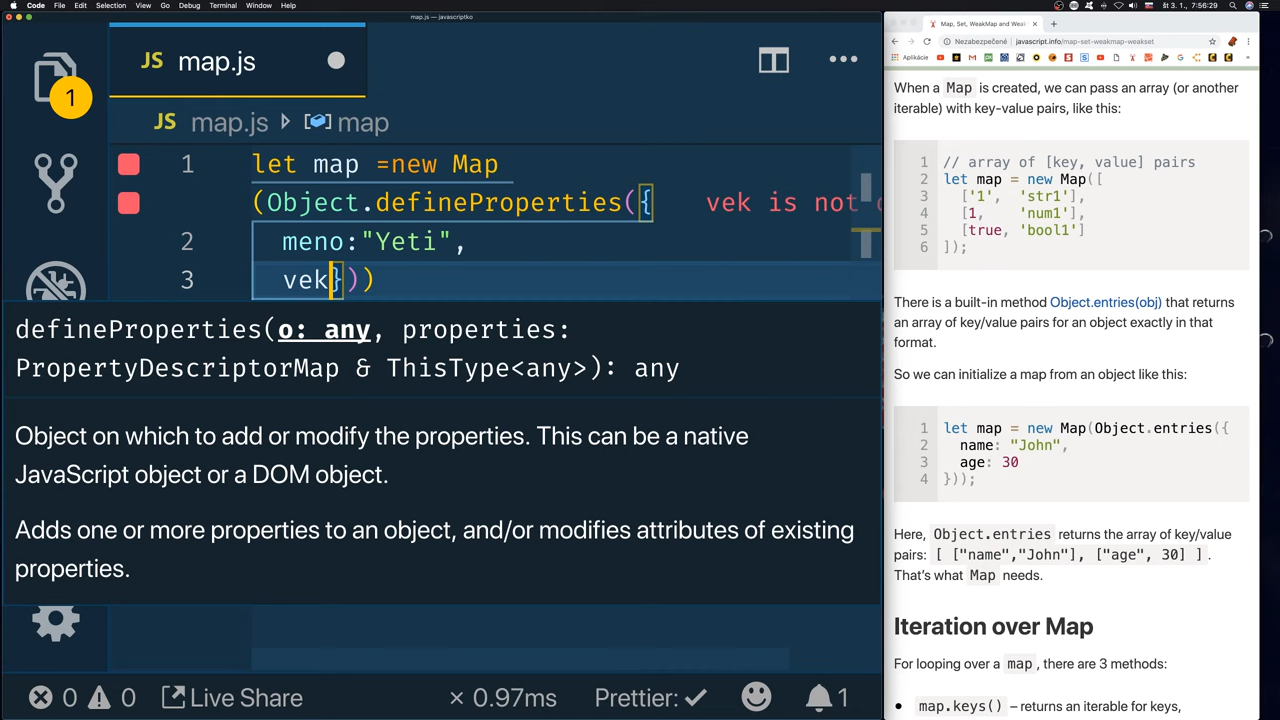 Code File Edit Selection View Go Debug Terminal Window Help
št 3. 1., 7:56:29
map.js — javascriptko
JS map.js
1
JS map.js map
1 let map =new Map
(Object.defineProperties({ vek is not
2 meno:"Yeti",
3 vek}))
defineProperties(o: any, properties:
PropertyDescriptorMap & ThisType<any>): any
Object on which to add or modify the properties. This can be a native
JavaScript object or a DOM object.
Adds one or more properties to an object, and/or modifies attributes of existing
properties.
0 0 Live Share × 0.97ms Prettier: 1
Map, Set, WeakMap and Weak
Nezabezpečené javascript.info/map-set-weakmap-weakset
Aplikácie
When a Map is created, we can pass an array (or another
iterable) with key-value pairs, like this:
1 // array of [key, value] pairs
2 let map = new Map([
3 ['1', 'str1'],
4 [1, 'num1'],
5 [true, 'bool1']
6 ]);
There is a built-in method Object.entries(obj) that returns
an array of key/value pairs for an object exactly in that
format.
So we can initialize a map from an object like this:
1 let map = new Map(Object.entries({
2 name: "John",
3 age: 30
4 }));
Here, Object.entries returns the array of key/value
pairs: [ ["name","John"], ["age", 30] ].
That's what Map needs.
Iteration over Map
For looping over a map, there are 3 methods:
• map.keys() – returns an iterable for keys,